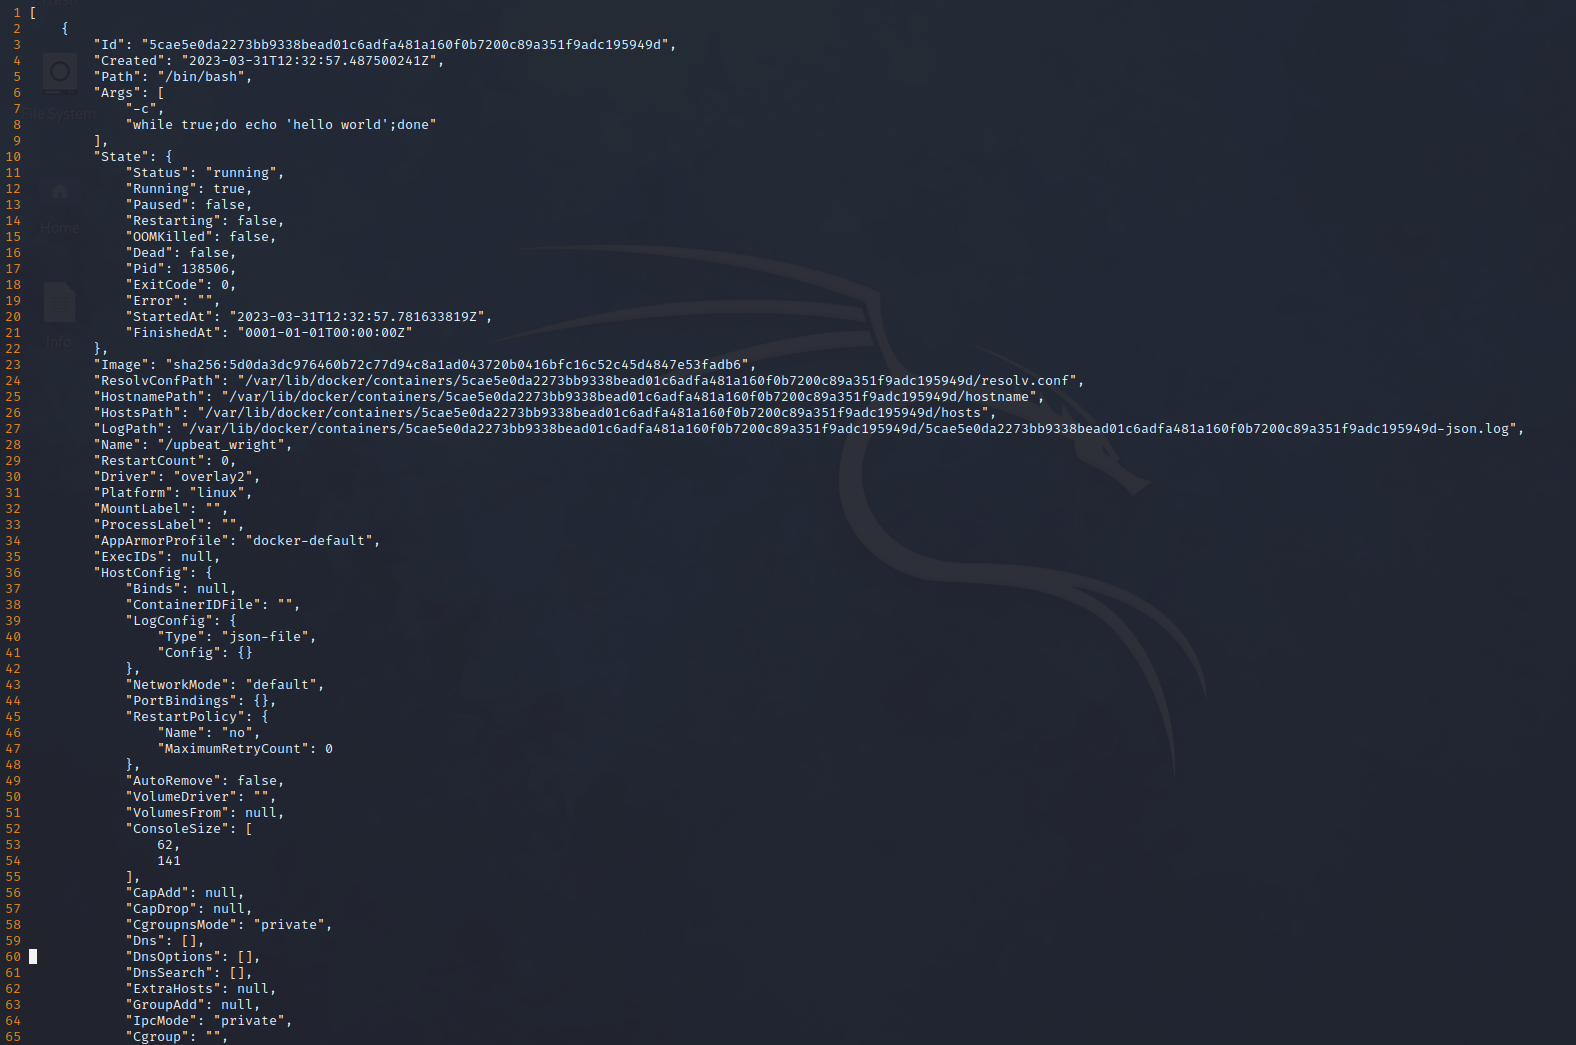 1 [
2     {
3         "Id": "5cae5e0da2273bb9338bead01c6adfa481a160f0b7200c89a351f9adc195949d",
4         "Created": "2023-03-31T12:32:57.487500241Z",
5         "Path": "/bin/bash",
6         "Args": [
7             "-c",
8             "while true;do echo 'hello world';done"
9         ],
10         "State": {
11             "Status": "running",
12             "Running": true,
13             "Paused": false,
14             "Restarting": false,
15             "OOMKilled": false,
16             "Dead": false,
17             "Pid": 138506,
18             "ExitCode": 0,
19             "Error": "",
20             "StartedAt": "2023-03-31T12:32:57.781633819Z",
21             "FinishedAt": "0001-01-01T00:00:00Z"
22         },
23         "Image": "sha256:5d0da3dc976460b72c77d94c8a1ad043720b0416bfc16c52c45d4847e53fadb6",
24         "ResolvConfPath": "/var/lib/docker/containers/5cae5e0da2273bb9338bead01c6adfa481a160f0b7200c89a351f9adc195949d/resolv.conf",
25         "HostnamePath": "/var/lib/docker/containers/5cae5e0da2273bb9338bead01c6adfa481a160f0b7200c89a351f9adc195949d/hostname",
26         "HostsPath": "/var/lib/docker/containers/5cae5e0da2273bb9338bead01c6adfa481a160f0b7200c89a351f9adc195949d/hosts",
27         "LogPath": "/var/lib/docker/containers/5cae5e0da2273bb9338bead01c6adfa481a160f0b7200c89a351f9adc195949d/5cae5e0da2273bb9338bead01c6adfa481a160f0b7200c89a351f9adc195949d-json.log",
28         "Name": "/upbeat_wright",
29         "RestartCount": 0,
30         "Driver": "overlay2",
31         "Platform": "linux",
32         "MountLabel": "",
33         "ProcessLabel": "",
34         "AppArmorProfile": "docker-default",
35         "ExecIDs": null,
36         "HostConfig": {
37             "Binds": null,
38             "ContainerIDFile": "",
39             "LogConfig": {
40                 "Type": "json-file",
41                 "Config": {}
42             },
43             "NetworkMode": "default",
44             "PortBindings": {},
45             "RestartPolicy": {
46                 "Name": "no",
47                 "MaximumRetryCount": 0
48             },
49             "AutoRemove": false,
50             "VolumeDriver": "",
51             "VolumesFrom": null,
52             "ConsoleSize": [
53                 62,
54                 141
55             ],
56             "CapAdd": null,
57             "CapDrop": null,
58             "CgroupnsMode": "private",
59             "Dns": [],
60             "DnsOptions": [],
61             "DnsSearch": [],
62             "ExtraHosts": null,
63             "GroupAdd": null,
64             "IpcMode": "private",
65             "Cgroup": "",
File System
Home
Info